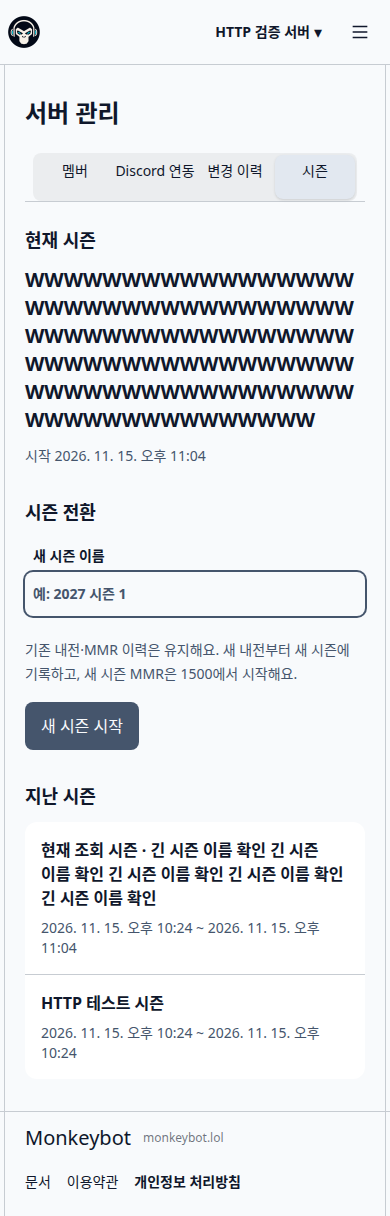 HTTP 검증 서버 ▾
서버 관리
멤버 Discord 연동 변경 이력 시즌
현재 시즌
WWWWWWWWWWWWWWWWW
WWWWWWWWWWWWWWWWW
WWWWWWWWWWWWWWWWW
WWWWWWWWWWWWWWWWW
WWWWWWWWWWWWWWWWW
WWWWWWWWWWWWWWW
시작 2026. 11. 15. 오후 11:04
시즌 전환
새 시즌 이름
예: 2027 시즌 1
기존 내전·MMR 이력은 유지해요. 새 내전부터 새 시즌에
기록하고, 새 시즌 MMR은 1500에서 시작해요.
새 시즌 시작
지난 시즌
현재 조회 시즌 · 긴 시즌 이름 확인 긴 시즌
이름 확인 긴 시즌 이름 확인 긴 시즌 이름 확인
긴 시즌 이름 확인
2026. 11. 15. 오후 10:24 ~ 2026. 11. 15. 오후
11:04
HTTP 테스트 시즌
2026. 11. 15. 오후 10:24 ~ 2026. 11. 15. 오후
10:24
Monkeybot monkeybot.lol
문서 이용약관 개인정보 처리방침